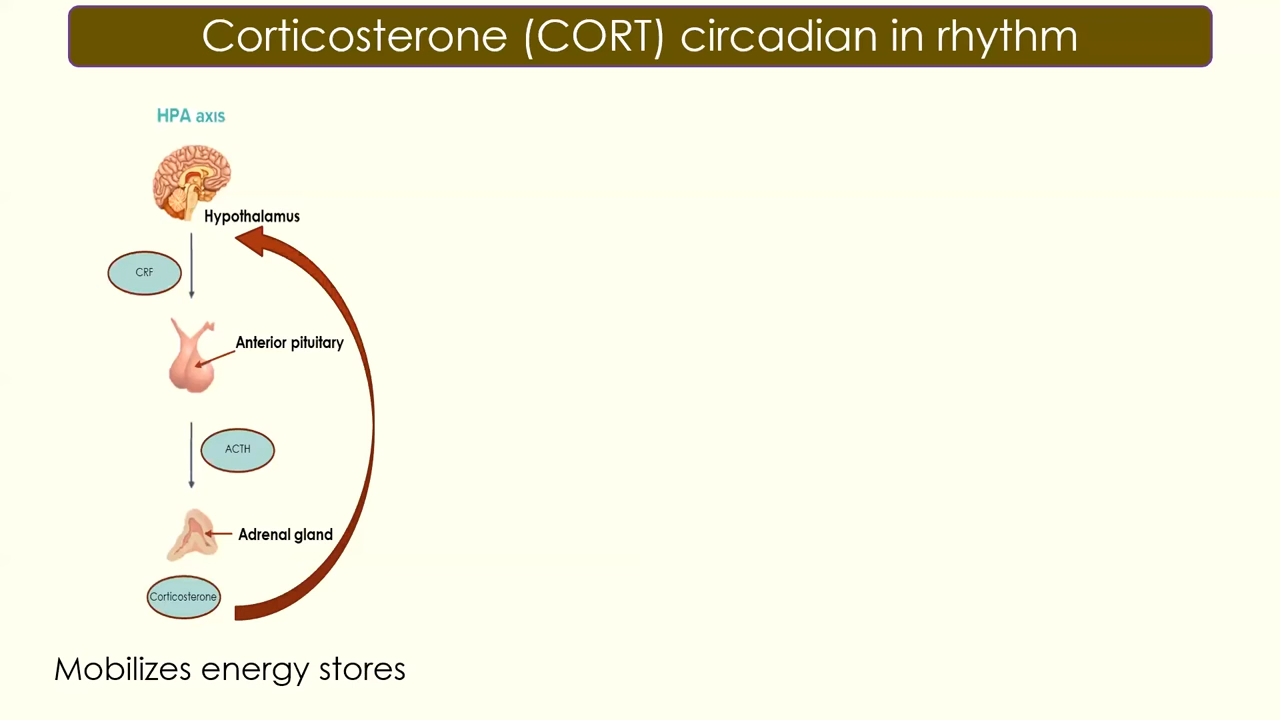 Corticosterone (CORT) circadian in rhythm
HPA axis
Hypothalamus
CRF
Anterior pituitary
ACTH
Adrenal gland
Corticosterone
Mobilizes energy stores